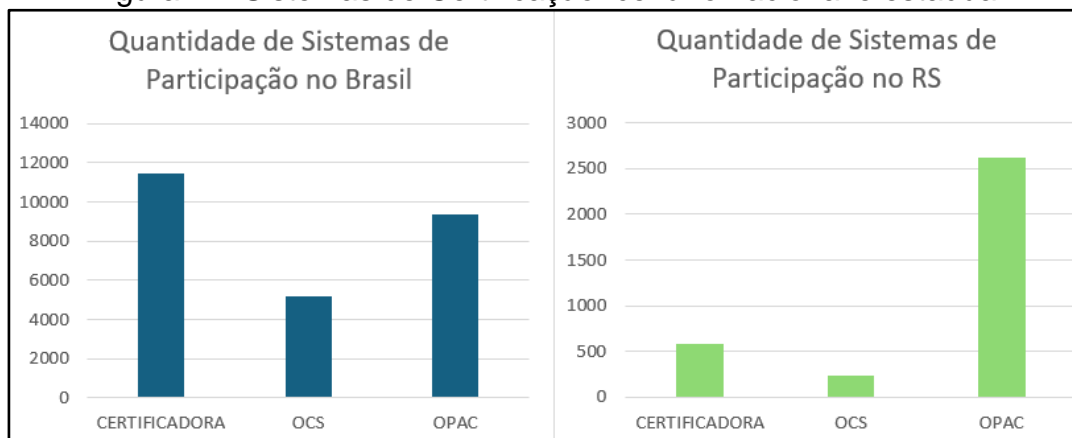 Quantidade de Sistemas de
Participação no Brasil
14000
12000
10000
8000
6000
4000
2000
0
CERTIFICADORA OCS OPAC
Quantidade de Sistemas de
Participação no RS
3000
2500
2000
1500
1000
500
0
CERTIFICADORA OCS OPAC